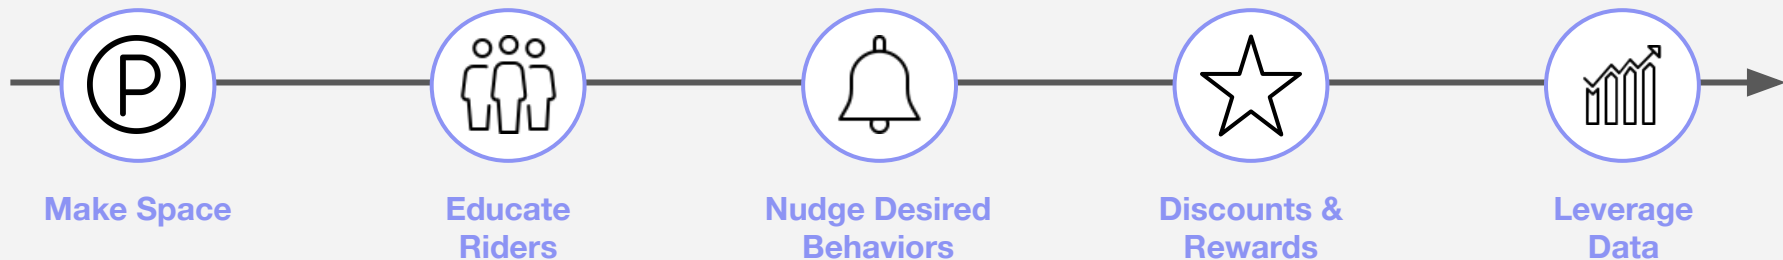 P
Make Space
Educate
Riders
Nudge Desired
Behaviors
Discounts &
Rewards
Leverage
Data